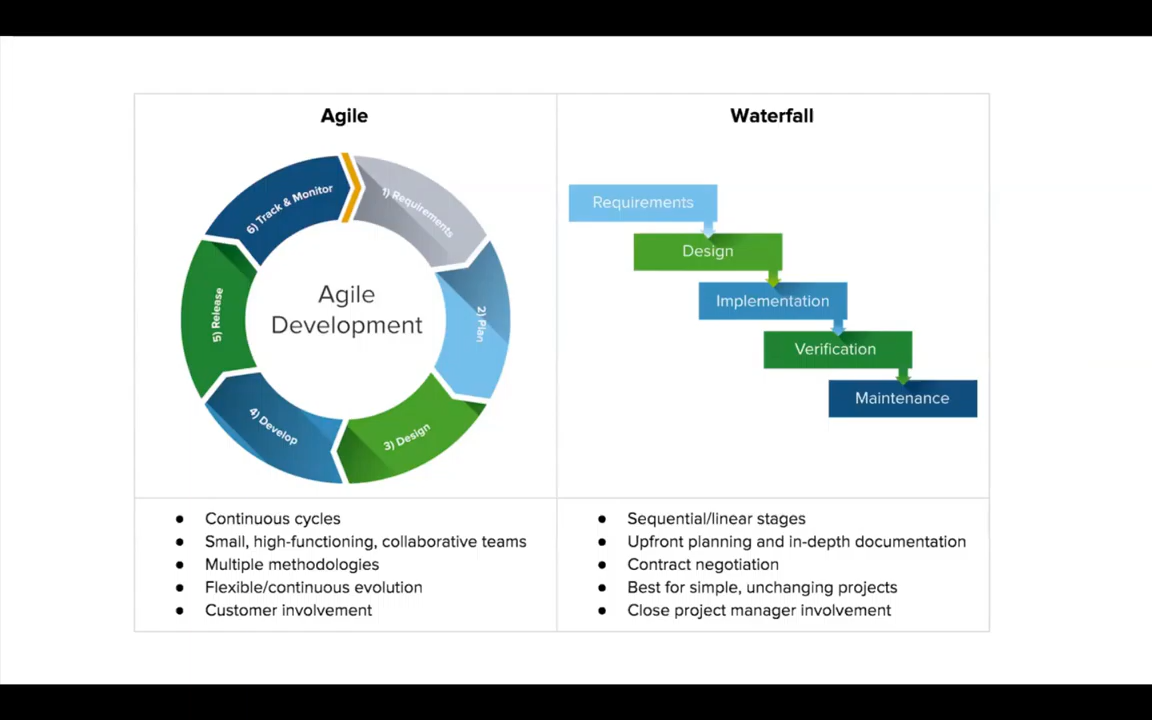 Agile
Waterfall
1) Requirements
2) Plan
3) Design
4) Develop
5) Release
6) Track & Monitor
Agile
Development
Requirements
Design
Implementation
Verification
Maintenance
● Continuous cycles
● Small, high-functioning, collaborative teams
● Multiple methodologies
● Flexible/continuous evolution
● Customer involvement
● Sequential/linear stages
● Upfront planning and in-depth documentation
● Contract negotiation
● Best for simple, unchanging projects
● Close project manager involvement